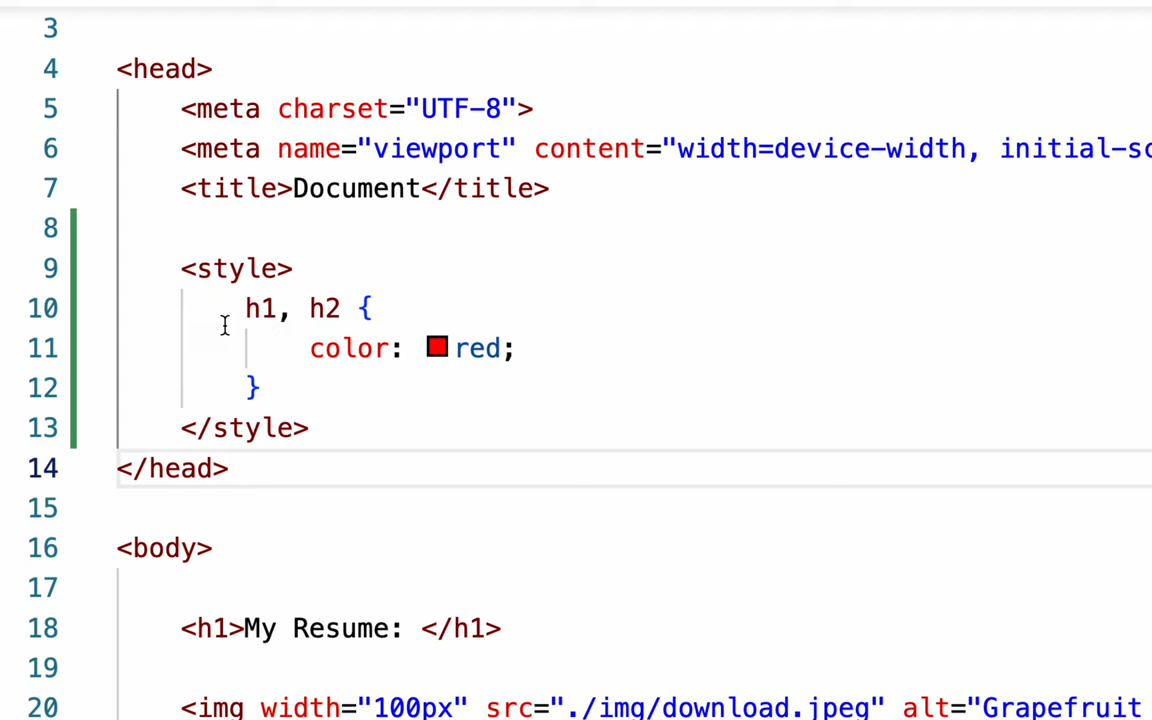 3
4 <head>
5 <meta charset="UTF-8">
6 <meta name="viewport" content="width=device-width, initial-sc
7 <title>Document</title>
8
9 <style>
10 h1, h2 {
11 color: red;
12 }
13 </style>
14 </head>
15
16 <body>
17
18 <h1>My Resume: </h1>
19
20 <img width="100px" src="./img/download.jpeg" alt="Grapefruit